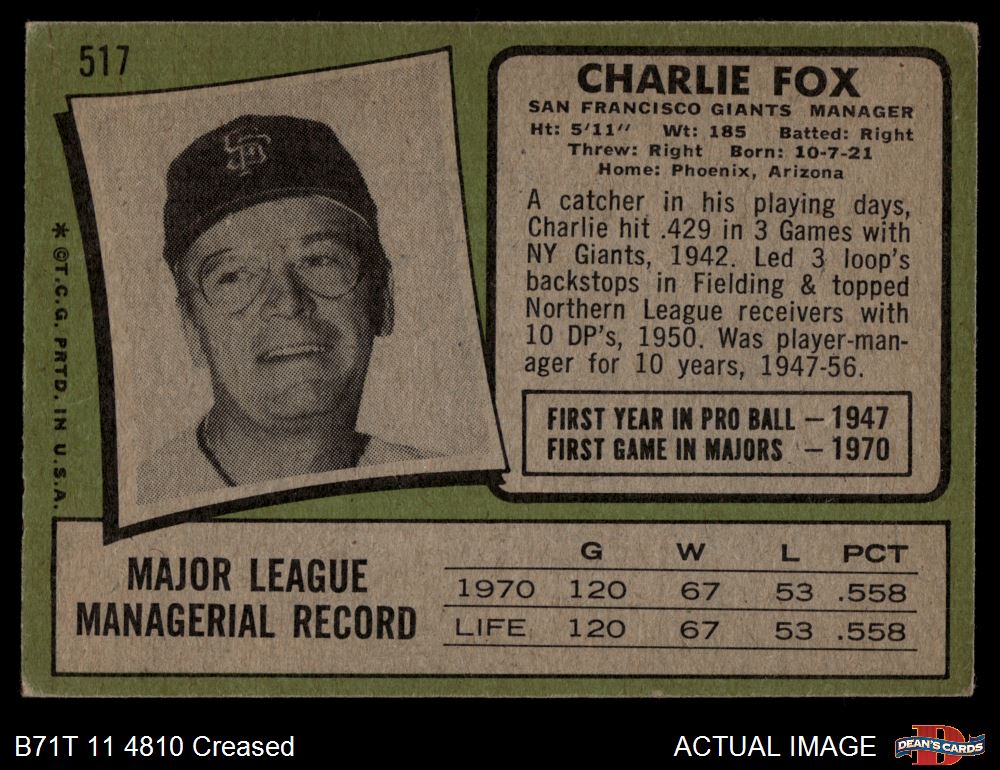 517
CHARLIE FOX
SAN FRANCISCO GIANTS MANAGER
Ht: 5'11" Wt: 185 Batted: Right
Threw: Right Born: 10-7-21
Home: Phoenix, Arizona
A catcher in his playing days,
Charlie hit .429 in 3 Games with
NY Giants, 1942. Led 3 loop's
backstops in Fielding & topped
Northern League receivers with
10 DP's, 1950. Was player-man-
ager for 10 years, 1947-56.
FIRST YEAR IN PRO BALL – 1947
FIRST GAME IN MAJORS – 1970
SF
* ©T.C.G. PRTD. IN U.S.A.
MAJOR LEAGUE
MANAGERIAL RECORD
G W L PCT
1970 120 67 53 .558
LIFE 120 67 53 .558
B71T 11 4810 Creased
ACTUAL IMAGE
D
DEAN'S CARDS